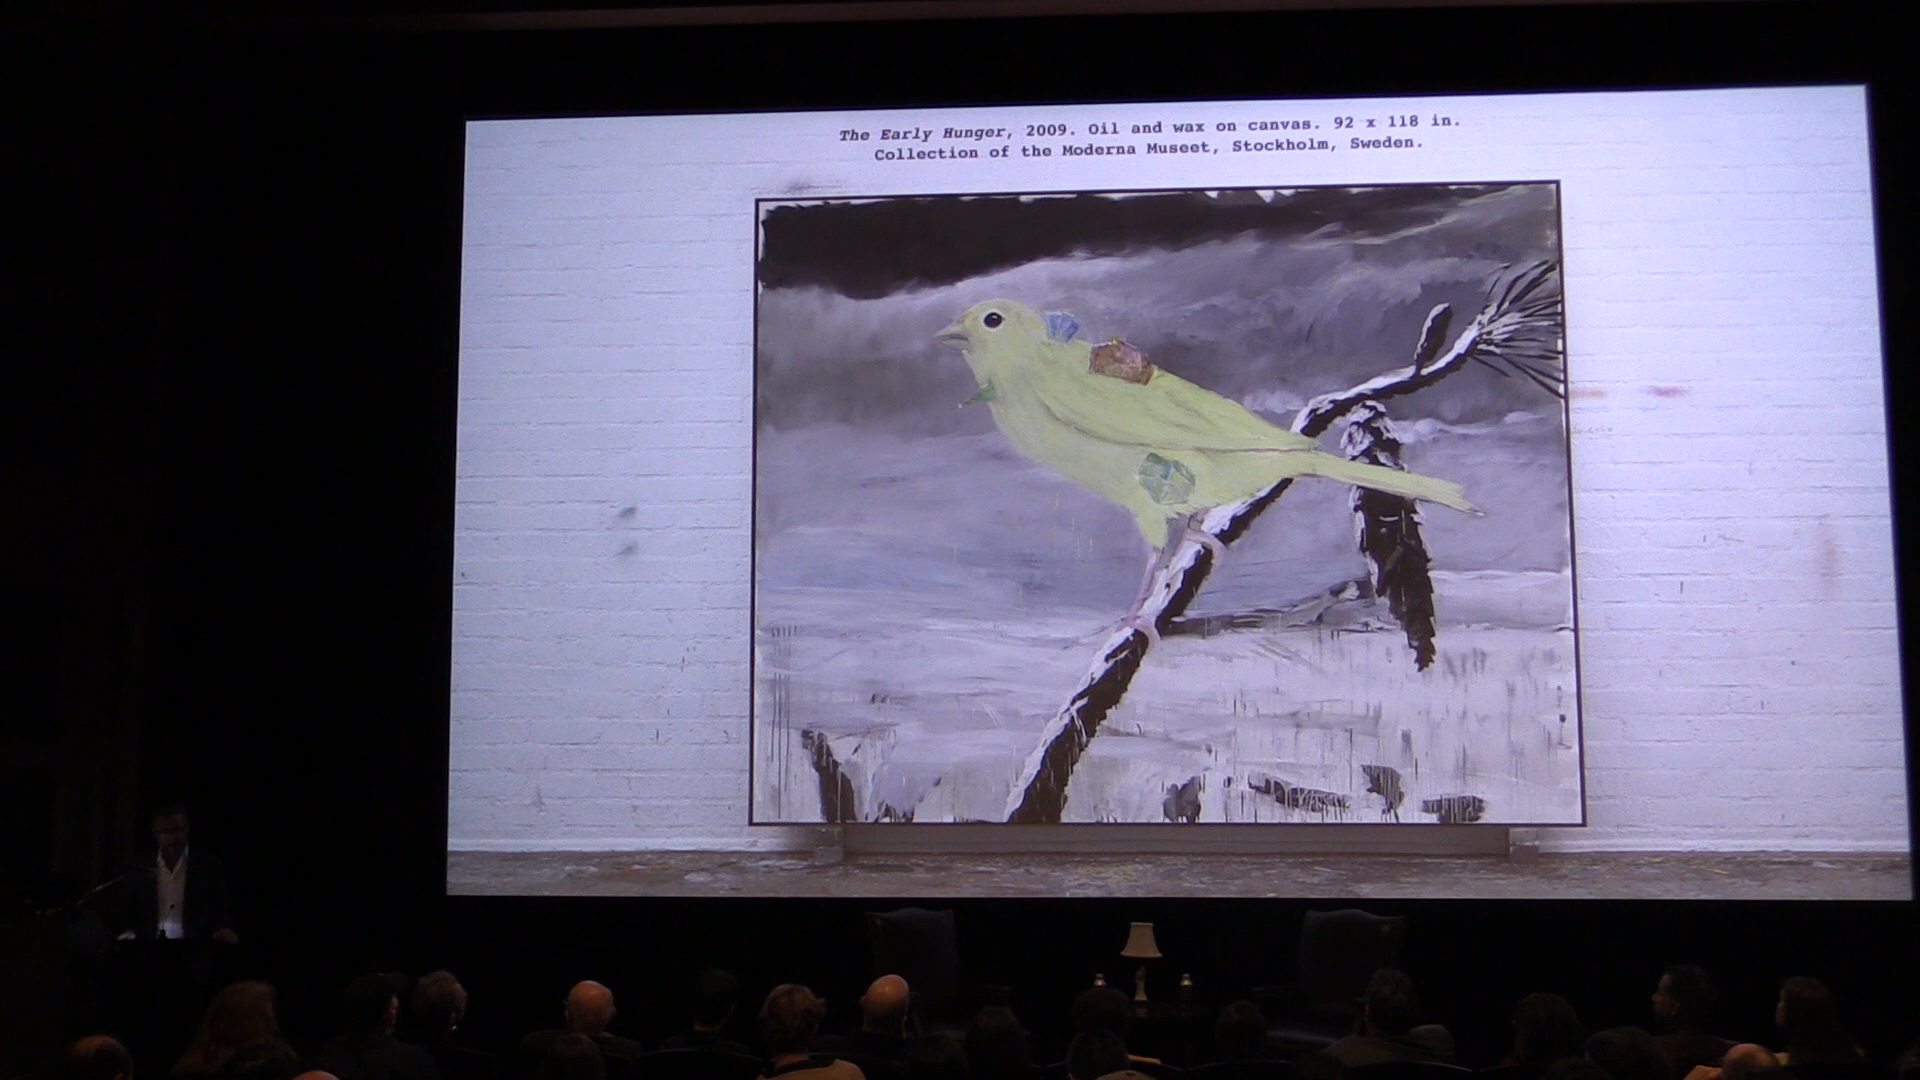 The Early Hunger, 2009. Oil and wax on canvas. 92 x 118 in.
Collection of the Moderna Museet, Stockholm, Sweden.